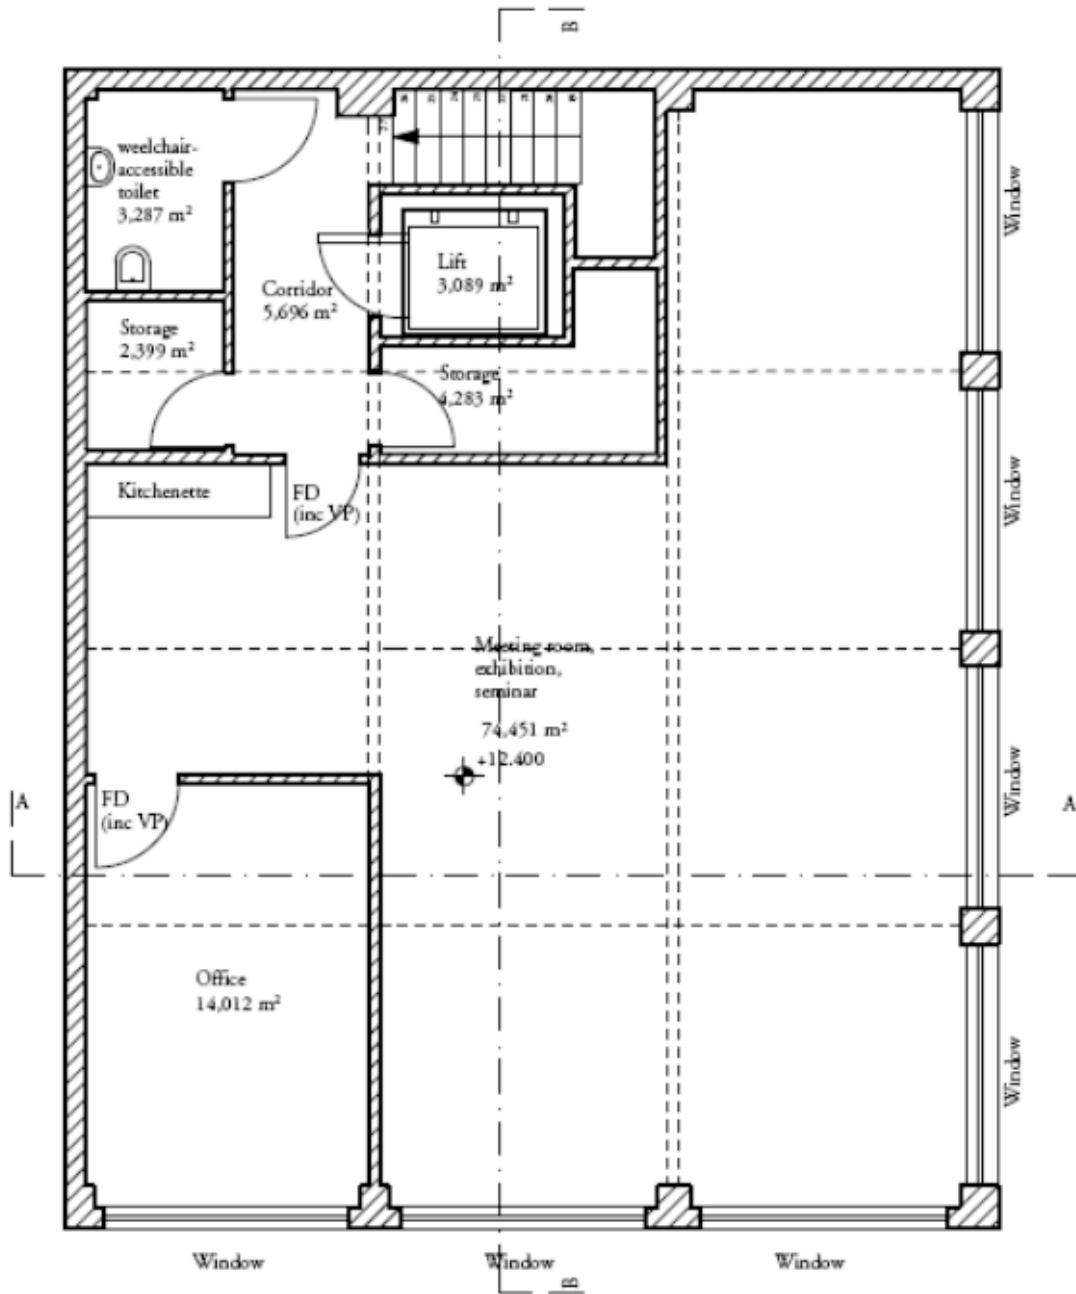 B
weelchair-
accessible
toilet
3,287 m²
Corridor
5,696 m²
Lift
3,089 m²
Storage
2,399 m²
Storage
4,283 m²
Kitchenette
FD
(inc VP)
Meeting room,
exhibition,
seminar
74,451 m²
+12.400
A
FD
(inc VP)
A
Office
14,012 m²
Window
Window
Window
Window
Window
Window
Window
B